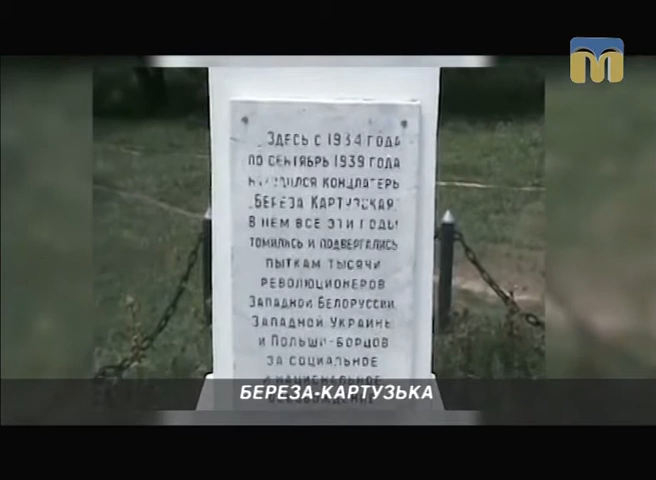 ЗДЕСЬ С 1934 ГОДА
ПО СЕНТЯБРЬ 1939 ГОДА
НАХОДИЛСЯ КОНЦЛАГЕРЬ
„БЕРЕЗА КАРТУЗСКАЯ“
В НЕМ ВСЕ ЭТИ ГОДЫ
ТОМИЛИСЬ И ПОДВЕРГАЛИСЬ
ПЫТКАМ ТЫСЯЧИ
РЕВОЛЮЦИОНЕРОВ
ЗАПАДНОЙ БЕЛОРУССИИ,
ЗАПАДНОЙ УКРАИНЫ
И ПОЛЬШИ-БОРЦОВ
ЗА СОЦИАЛЬНОЕ
БЕРЕЗА-КАРТУЗЬКА